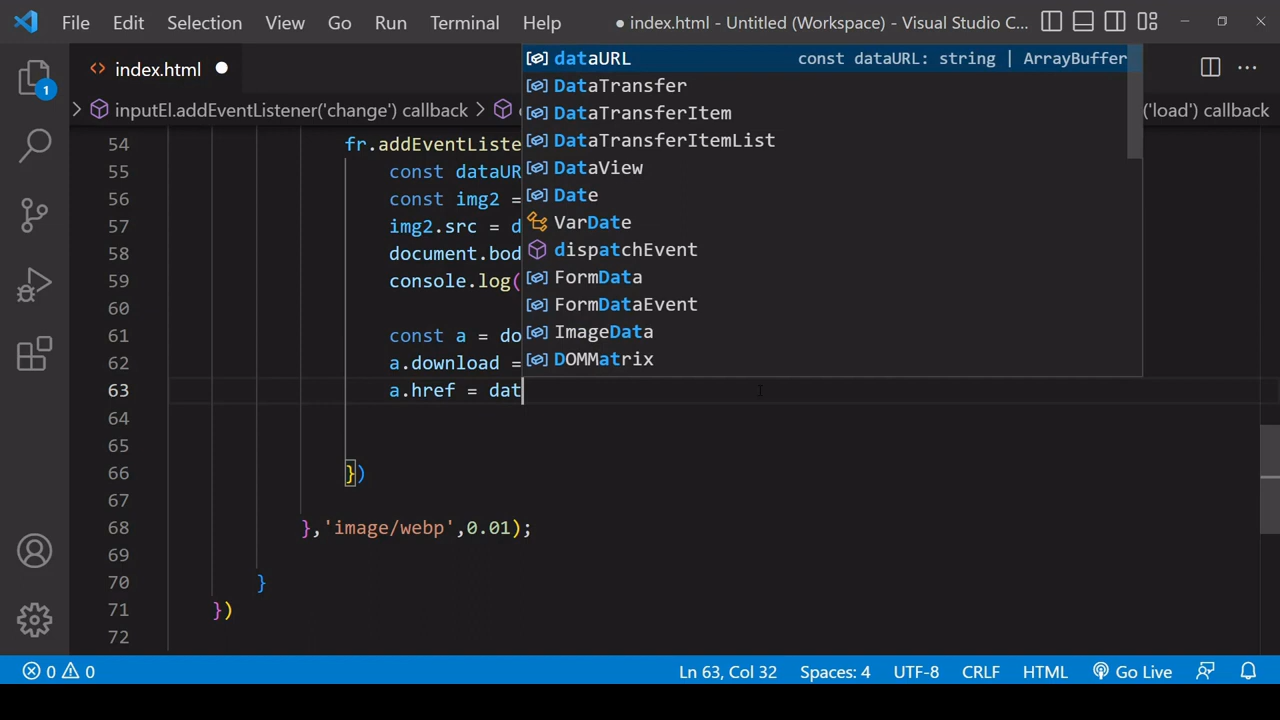 File Edit Selection View Go Run Terminal Help ● index.html - Untitled (Workspace) - Visual Studio C...
1
<> index.html ●
> inputEl.addEventListener('change') callback > ('load') callback
dataURL const dataURL: string | ArrayBuffer
DataTransfer
DataTransferItem
DataTransferItemList
DataView
Date
VarDate
dispatchEvent
FormData
FormDataEvent
ImageData
DOMMatrix
54 fr.addEventListe
55 const dataUR
56 const img2 =
57 img2.src = d
58 document.bod
59 console.log(
60
61 const a = do
62 a.download =
63 a.href = dat
64
65
66 })
67
68 },'image/webp',0.01);
69
70 }
71 })
72
0 0 Ln 63, Col 32 Spaces: 4 UTF-8 CRLF HTML Go Live